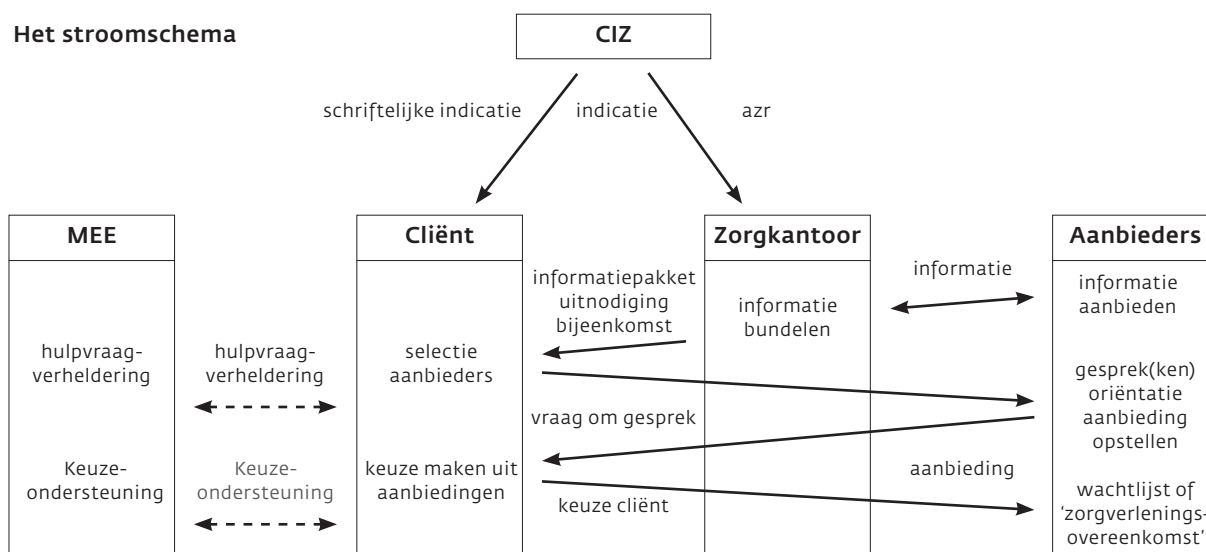 Het stroomschema
CIZ
schriftelijke indicatie
indicatie
azr
MEE
Cliënt
Zorgkantoor
Aanbieders
hulpvraag-
verheldering
Keuze-
ondersteuning
hulpvraag-
verheldering
Keuze-
ondersteuning
selectie
aanbieders
keuze maken uit
aanbiedingen
informatiepakket
uitnodiging
bijeenkomst
vraag om gesprek
keuze cliënt
informatie
bundelen
informatie
aanbieding
informatie
aanbieden
gesprek(ken)
oriëntatie
aanbieding
opstellen
wachtlijst of
‘zorgverlenings-
overeenkomst’